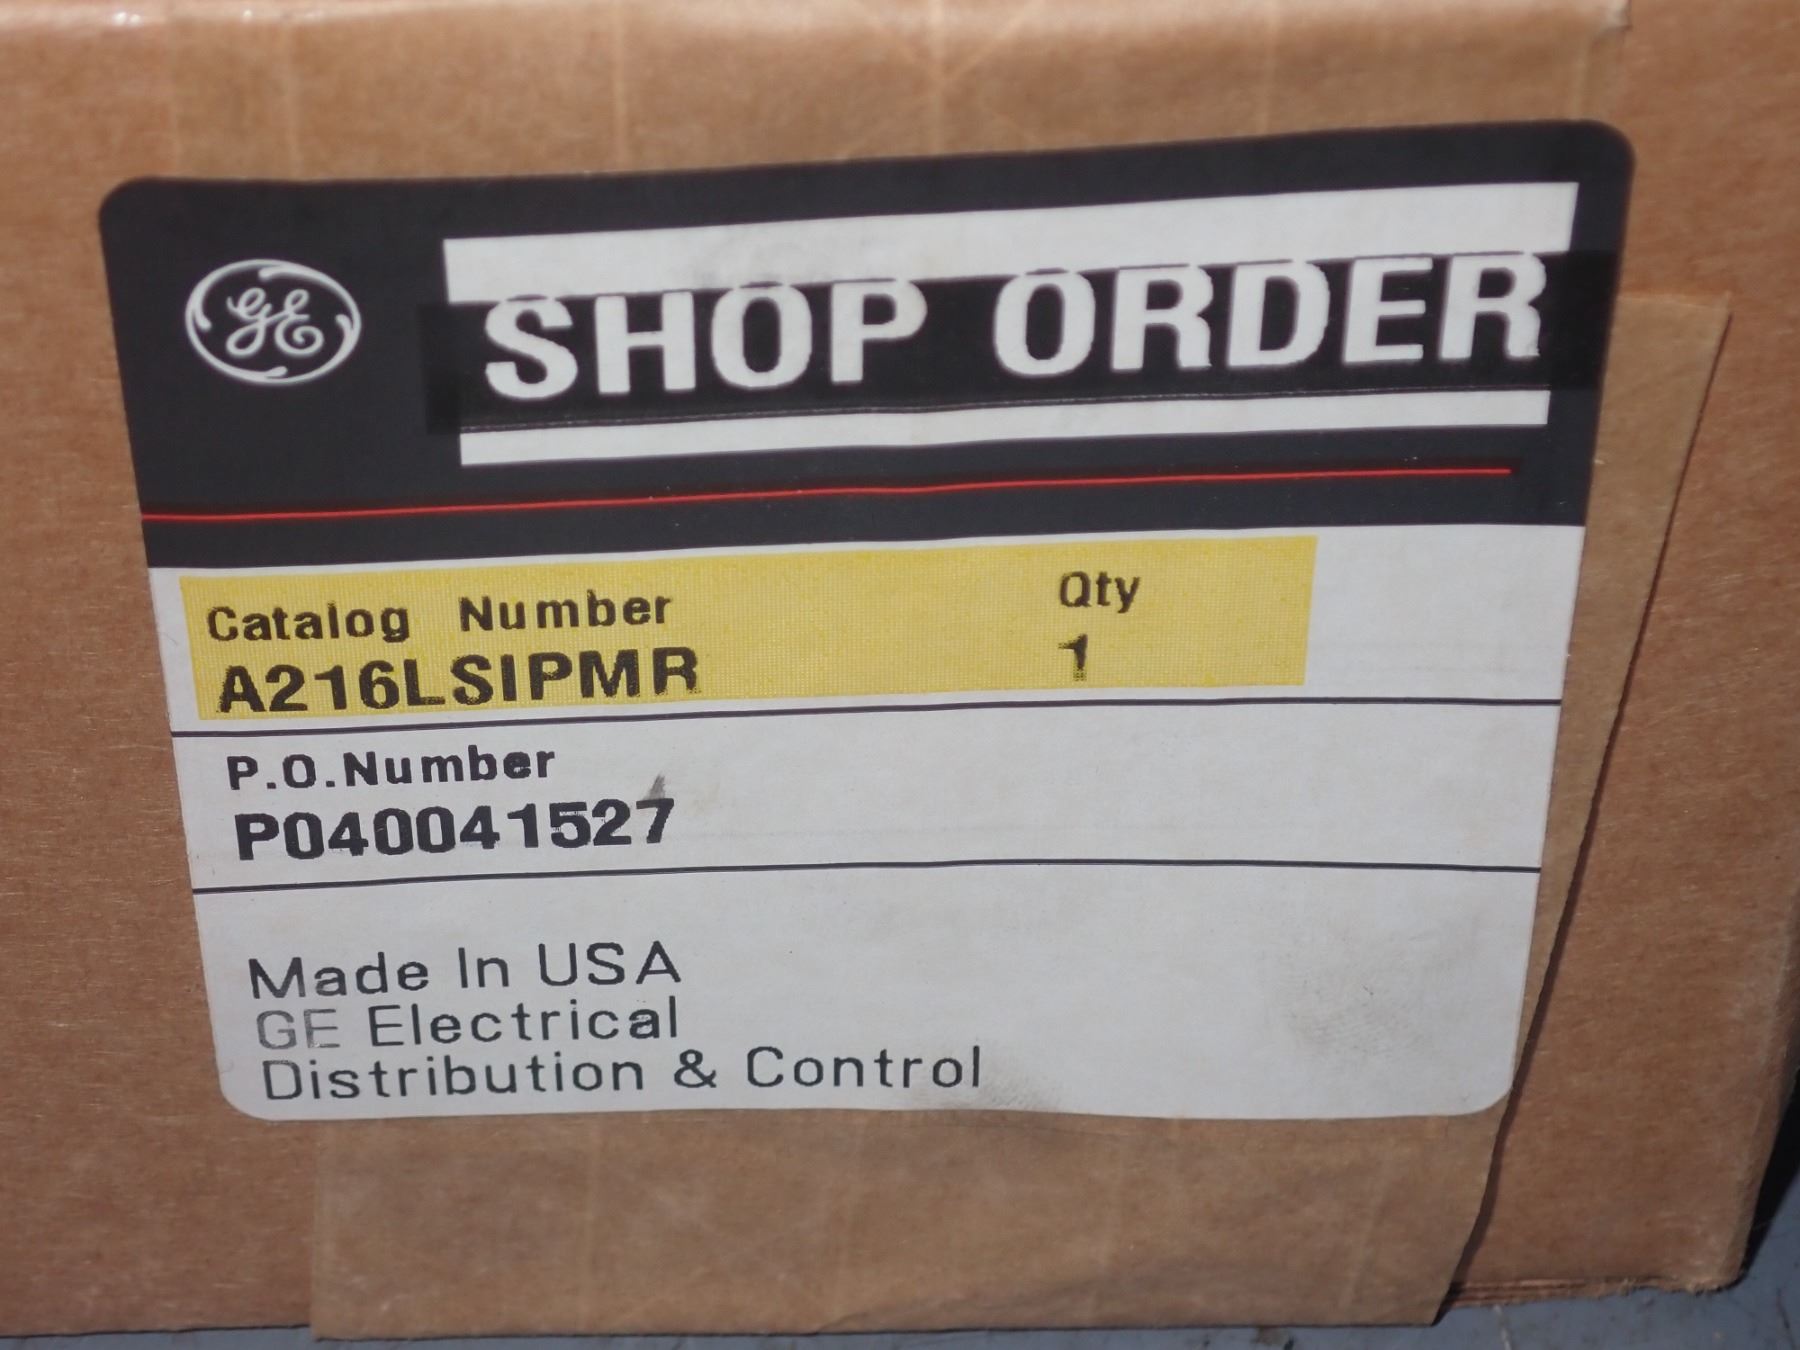 GE
SHOP ORDER
Catalog Number Qty
A216LSIPMR 1
P.O.Number
P040041527
Made In USA
GE Electrical
Distribution & Control